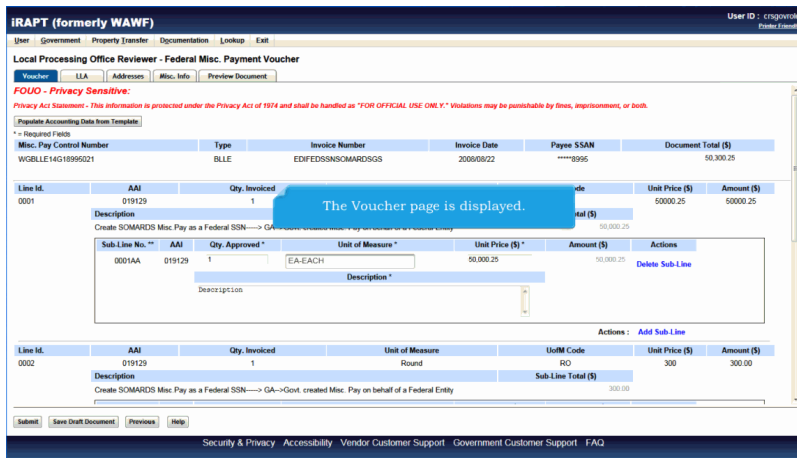 iRAPT (formerly WAWF)
User ID : crsgovrol
Printer Friendl
User Government Property Transfer Documentation Lookup Exit
Local Processing Office Reviewer - Federal Misc. Payment Voucher
Voucher LLA Addresses Misc. Info Preview Document
FOUO - Privacy Sensitive:
Privacy Act Statement - This information is protected under the Privacy Act of 1974 and shall be handled as "FOR OFFICIAL USE ONLY." Violations may be punishable by fines, imprisonment, or both.
Populate Accounting Data from Template
* = Required Fields
Misc. Pay Control Number Type Invoice Number Invoice Date Payee SSAN Document Total ($)
WGBLLE14G18995021 BLLE EDIFEDSSNSOMARDSGS 2008/08/22 *****8995 50,300.25
Line Id. AAI Qty. Invoiced ode Unit Price ($) Amount ($)
0001 019129 1 50000.25 50000.25
The Voucher page is displayed.
Description otal ($)
Create SOMARDS Misc.Pay as a Federal SSN-----> GA-->Govt. created Misc. Pay on behalf of a Federal Entity 50,000.25
Sub-Line No. ** AAI Qty. Approved * Unit of Measure * Unit Price ($) * Amount ($) Actions
0001AA 019129 1 EA-EACH 50,000.25 50,000.25 Delete Sub-Line
Description *
Description
Actions : Add Sub-Line
Line Id. AAI Qty. Invoiced Unit of Measure UofM Code Unit Price ($) Amount ($)
0002 019129 1 Round RO 300 300.00
Description Sub-Line Total ($)
Create SOMARDS Misc.Pay as a Federal SSN-----> GA-->Govt. created Misc. Pay on behalf of a Federal Entity 300.00
Submit Save Draft Document Previous Help
Security & Privacy Accessibility Vendor Customer Support Government Customer Support FAQ